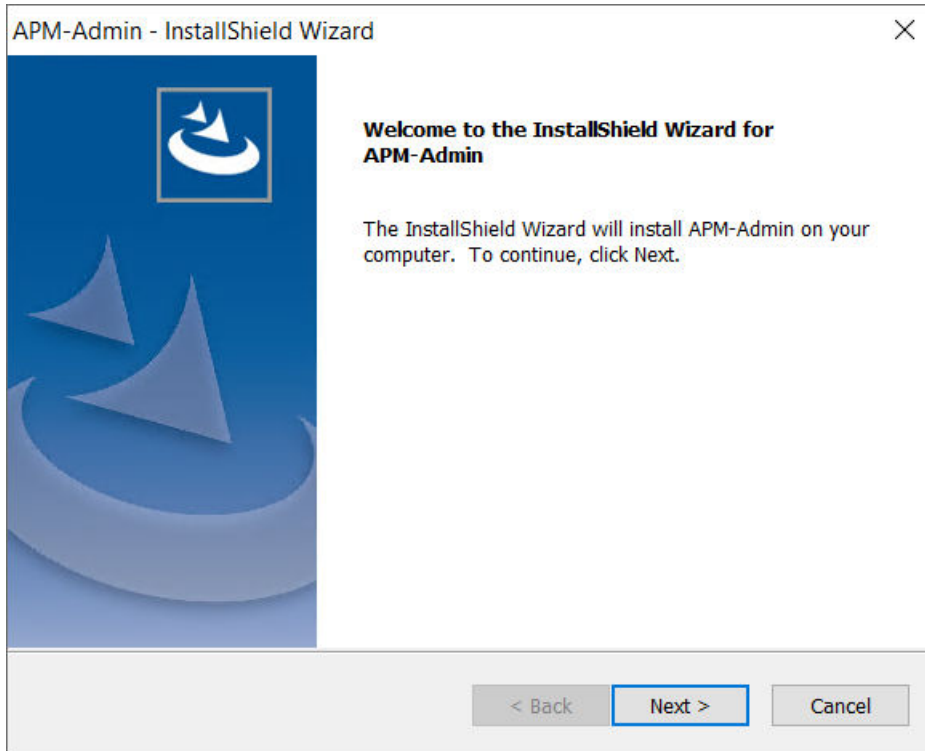 APM-Admin - InstallShield Wizard
Welcome to the InstallShield Wizard for
APM-Admin
The InstallShield Wizard will install APM-Admin on your
computer.  To continue, click Next.
< Back
Next >
Cancel